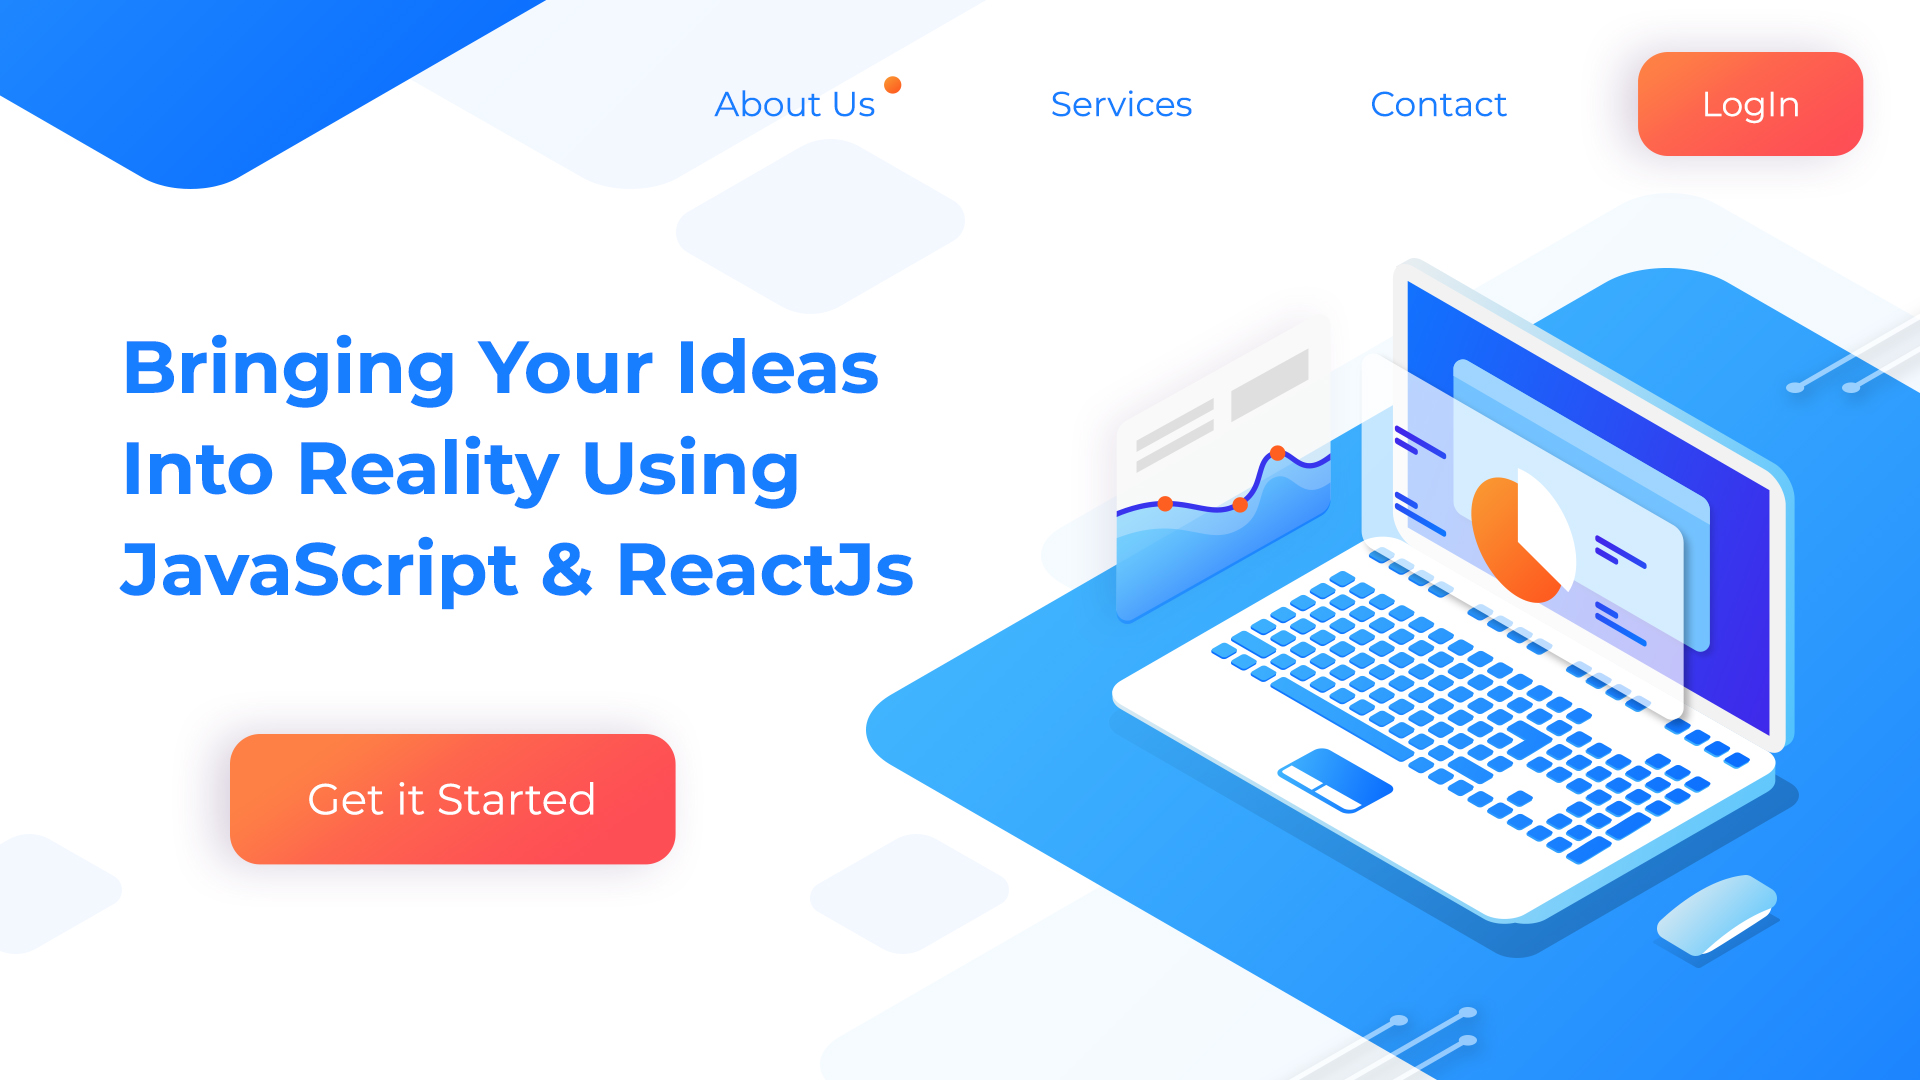 About Us
Services
Contact
LogIn
Bringing Your Ideas
Into Reality Using
JavaScript & ReactJs
Get it Started